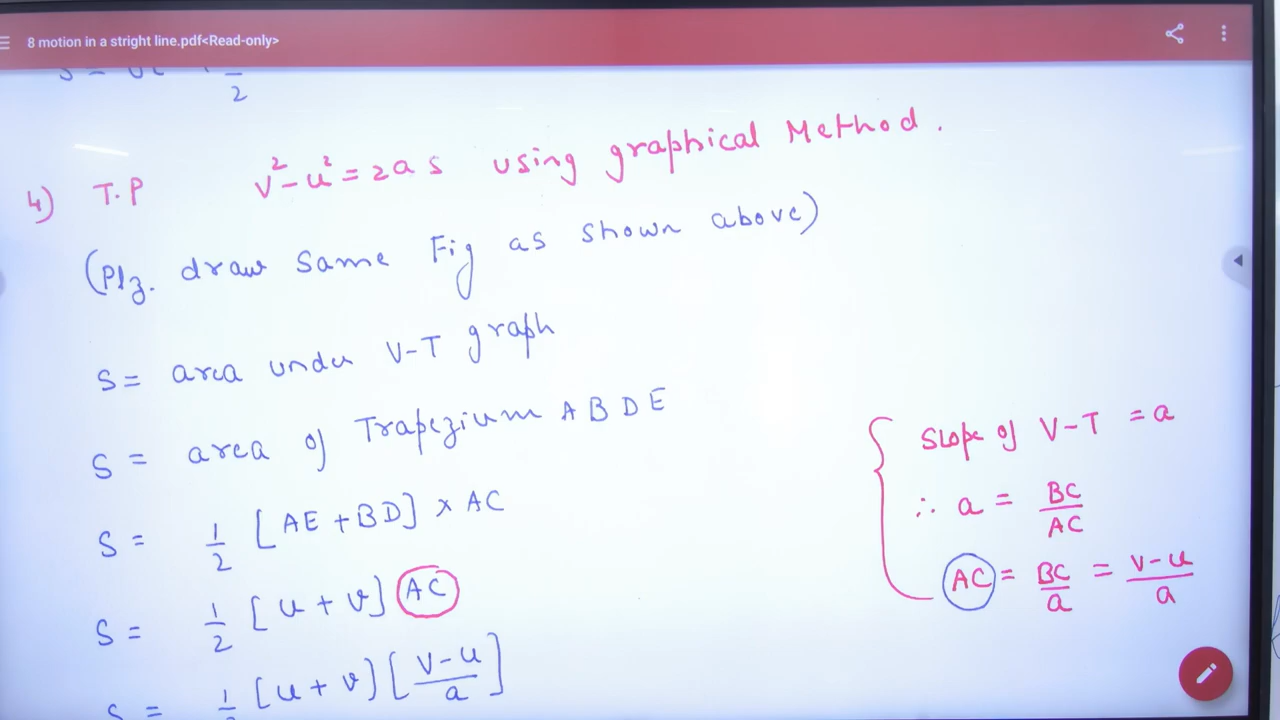 8 motion in a stright line.pdf<Read-only>
2
4) T.P v²-u²=2as using graphical Method.
(Plz. draw same Fig as shown above)
S= area under V-T graph
S= area of Trapezium ABDE
S= 1/2 [AE+BD] x AC
S= 1/2 [u+v] AC
S= 1/2 [u+v][v-u/a]
Slope of V-T = a
∴ a = BC/AC
AC = BC/a = v-u/a